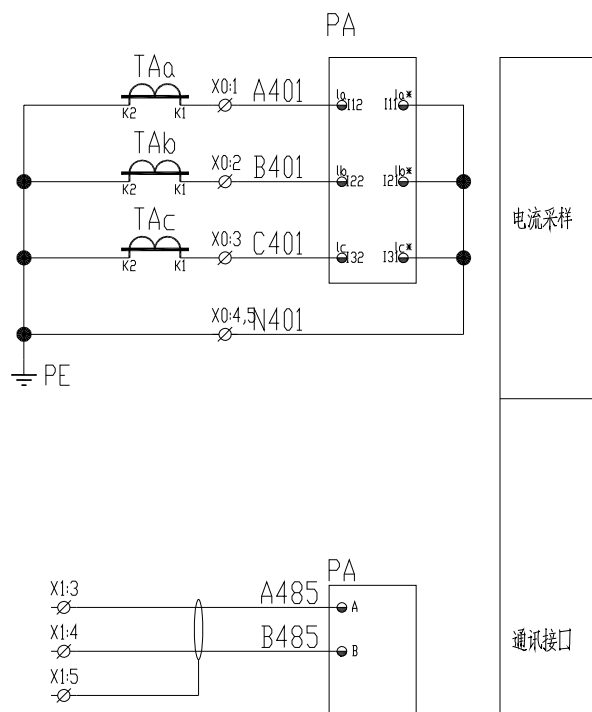 PA
TAa
X0:1 A401
K2 K1
Ia I12 I11 Ia*
TAb
X0:2 B401
K2 K1
Ib I22 I21 Ib*
TAc
X0:3 C401
K2 K1
Ic I32 I31 Ic*
电流采样
X0:4,5 N401
PE
PA
X1:3 A485 A
X1:4 B485 B
X1:5
通讯接口